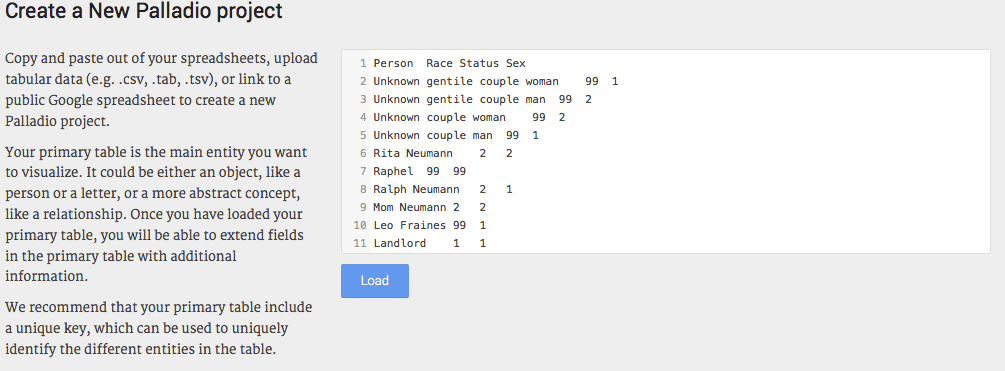 Create a New Palladio project
Copy and paste out of your spreadsheets, upload
tabular data (e.g. .csv, .tab, .tsv), or link to a
public Google spreadsheet to create a new
Palladio project.
Your primary table is the main entity you want
to visualize. It could be either an object, like a
person or a letter, or a more abstract concept,
like a relationship. Once you have loaded your
primary table, you will be able to extend fields
in the primary table with additional
information.
We recommend that your primary table include
a unique key, which can be used to uniquely
identify the different entities in the table.
1 Person Race Status Sex
2 Unknown gentile couple woman 99 1
3 Unknown gentile couple man 99 2
4 Unknown couple woman 99 2
5 Unknown couple man 99 1
6 Rita Neumann 2 2
7 Raphel 99 99
8 Ralph Neumann 2 1
9 Mom Neumann 2 2
10 Leo Fraines 99 1
11 Landlord 1 1
Load